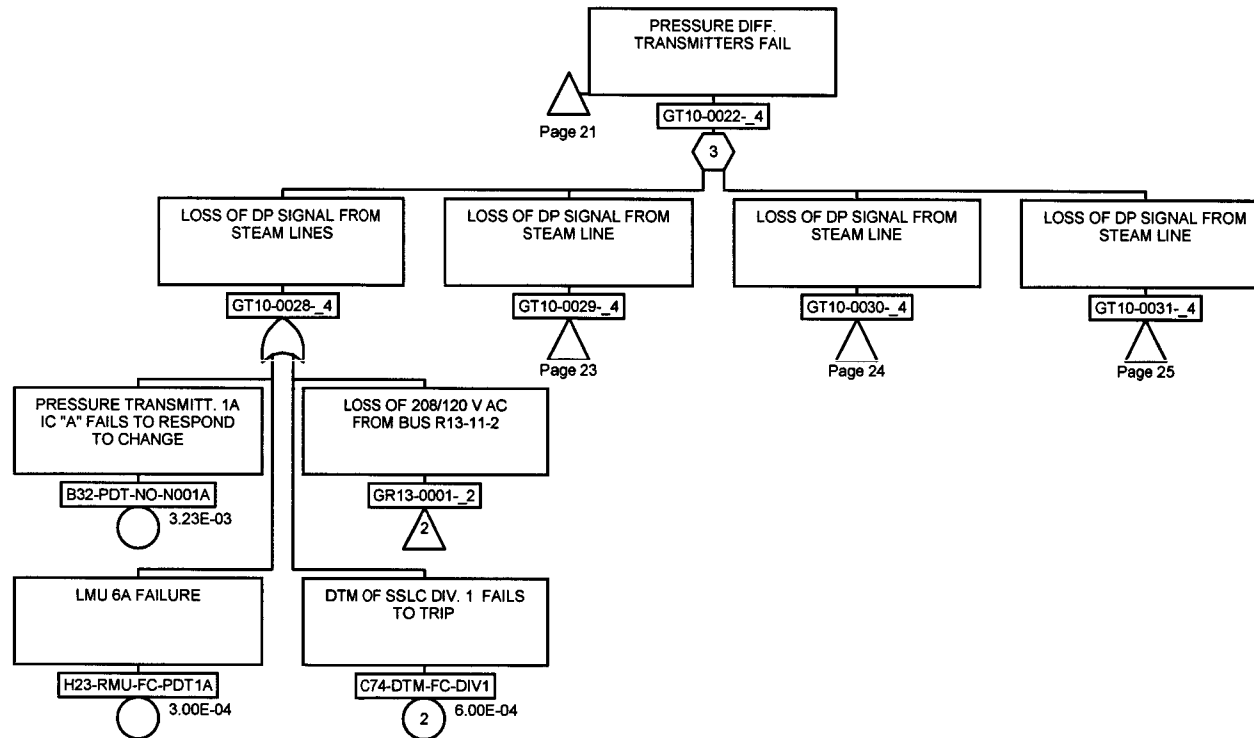 PRESSURE DIFF.
TRANSMITTERS FAIL
Page 21
GT10-0022-_4
3
LOSS OF DP SIGNAL FROM
STEAM LINES
GT10-0028-_4
LOSS OF DP SIGNAL FROM
STEAM LINE
GT10-0029-_4
Page 23
LOSS OF DP SIGNAL FROM
STEAM LINE
GT10-0030-_4
Page 24
LOSS OF DP SIGNAL FROM
STEAM LINE
GT10-0031-_4
Page 25
PRESSURE TRANSMITT. 1A
IC "A" FAILS TO RESPOND
TO CHANGE
B32-PDT-NO-N001A
3.23E-03
LOSS OF 208/120 V AC
FROM BUS R13-11-2
GR13-0001-_2
2
LMU 6A FAILURE
H23-RMU-FC-PDT1A
3.00E-04
DTM OF SSLC DIV. 1 FAILS
TO TRIP
C74-DTM-FC-DIV1
2
6.00E-04